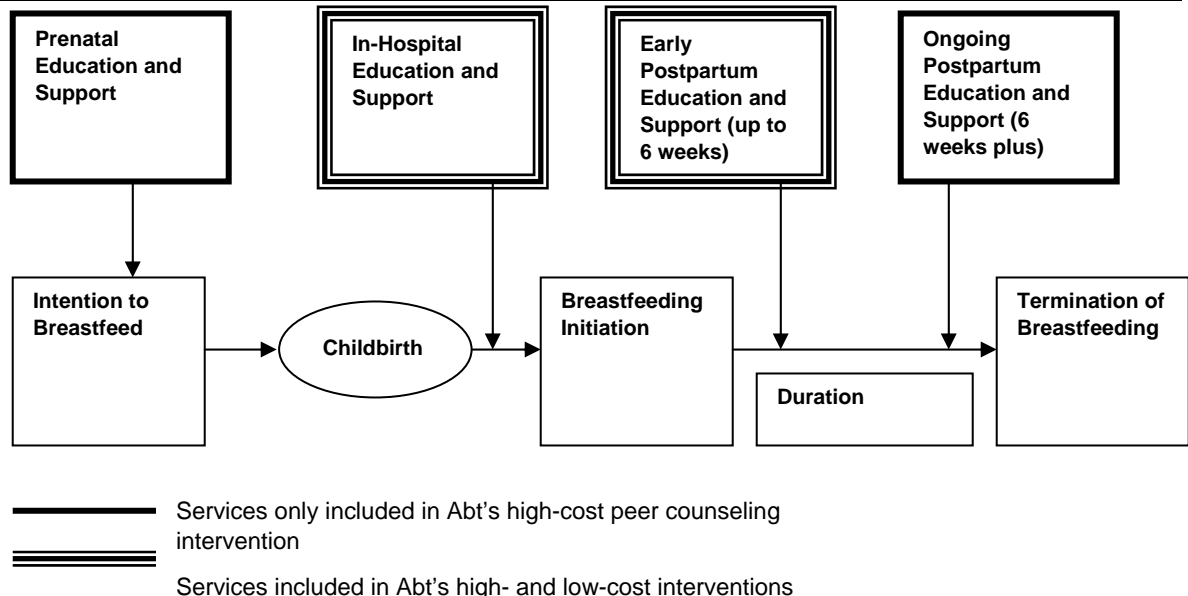 Prenatal
Education and
Support
In-Hospital
Education and
Support
Early
Postpartum
Education and
Support (up to
6 weeks)
Ongoing
Postpartum
Education and
Support (6
weeks plus)
Intention to
Breastfeed
Childbirth
Breastfeeding
Initiation
Duration
Termination of
Breastfeeding
Services only included in Abt's high-cost peer counseling
intervention
Services included in Abt's high- and low-cost interventions